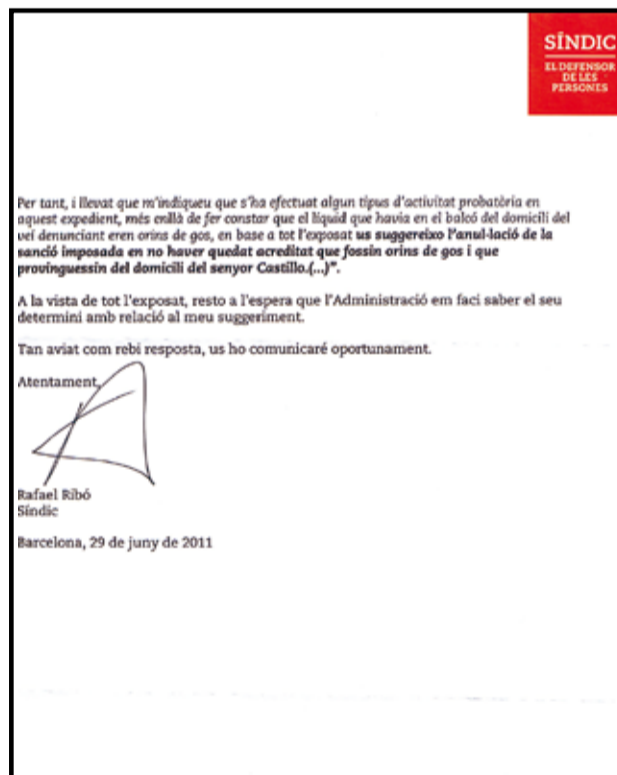 SÍNDIC
EL DEFENSOR
DE LES
PERSONES
Per tant, i llevat que m'indiqueu que s'ha efectuat algun tipus d'activitat probatòria en
aquest expedient, més enllà de fer constar que el líquid que havia en el balcó del domicili del
veí denunciant eren orins de gos, en base a tot l'exposat us suggereixo l'anul·lació de la
sanció imposada en no haver quedat acreditat que fossin orins de gos i que
provinguessin del domicili del senyor Castillo.(...)".
A la vista de tot l'exposat, resto a l'espera que l'Administració em faci saber el seu
determini amb relació al meu suggeriment.
Tan aviat com rebi resposta, us ho comunicaré oportunament.
Atentament,
Rafael Ribó
Síndic
Barcelona, 29 de juny de 2011